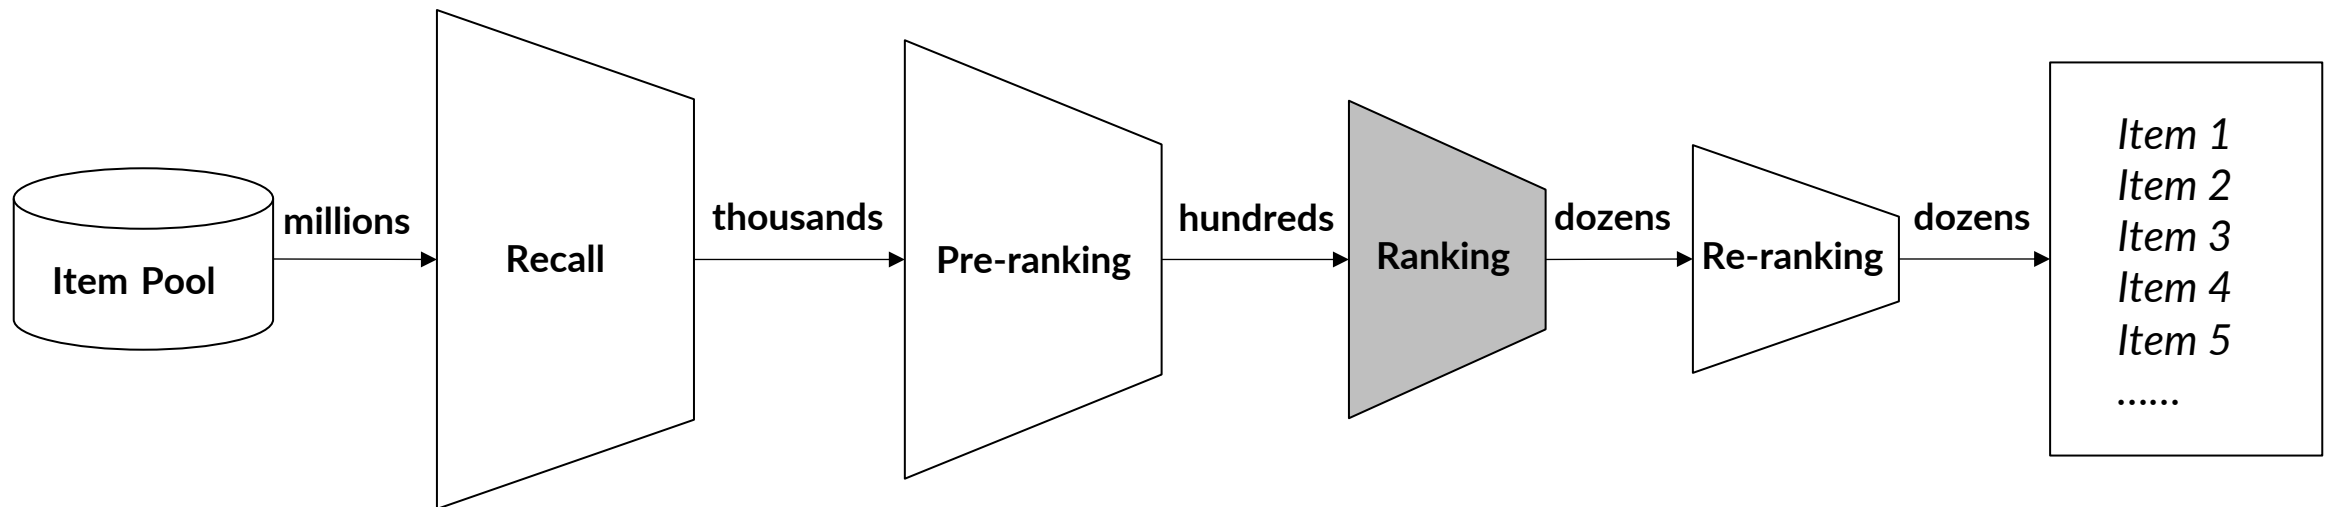 Item Pool
millions
Recall
thousands
Pre-ranking
hundreds
Ranking
dozens
Re-ranking
dozens
Item 1
Item 2
Item 3
Item 4
Item 5
......